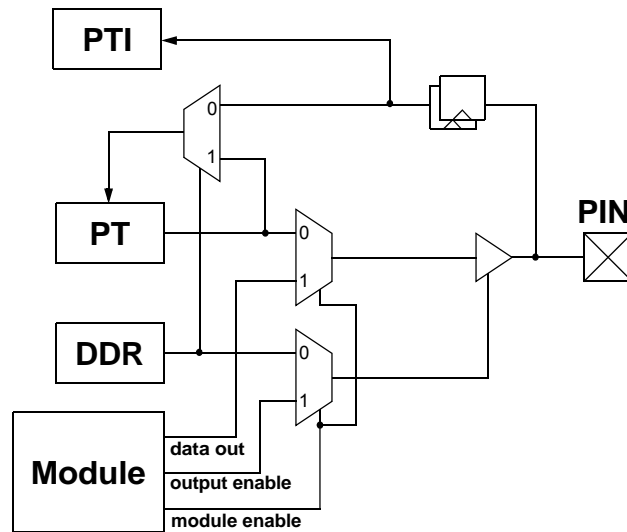 PTI
0
1
PT
PIN
0
1
DDR
0
1
Module
data out
output enable
module enable